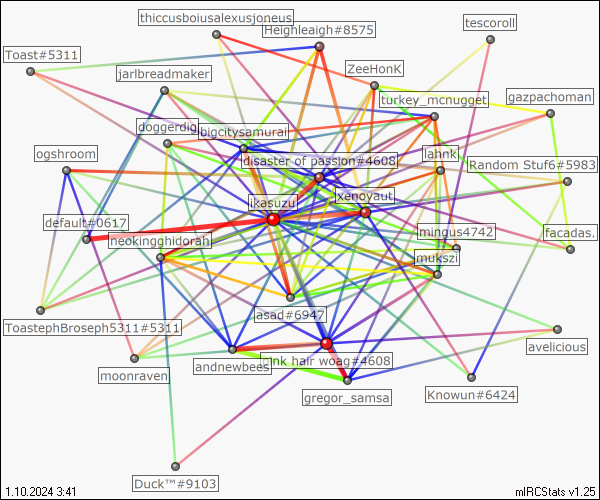 thiccusboiusalexusjoneus
tescoroll
Heighleaigh#8575
Toast#5311
jarlbreadmaker
ZeeHonK
turkey_mcnugget
gazpachoman
doggerdig
bigcitysamurai
ogshroom
disaster of passion#4608
lahnk
Random Stuf6#5983
ikasuzu
xenoyaut
default#0617
neokingghidorah
mingus4742
facadas.
mukszi
asad#6947
ToastephBroseph5311#5311
moonraven
andnewbees
pink hair woag#4608
avelicious
gregor_samsa
Knowun#6424
Duck™#9103
1.10.2024 3:41
mIRCStats v1.25